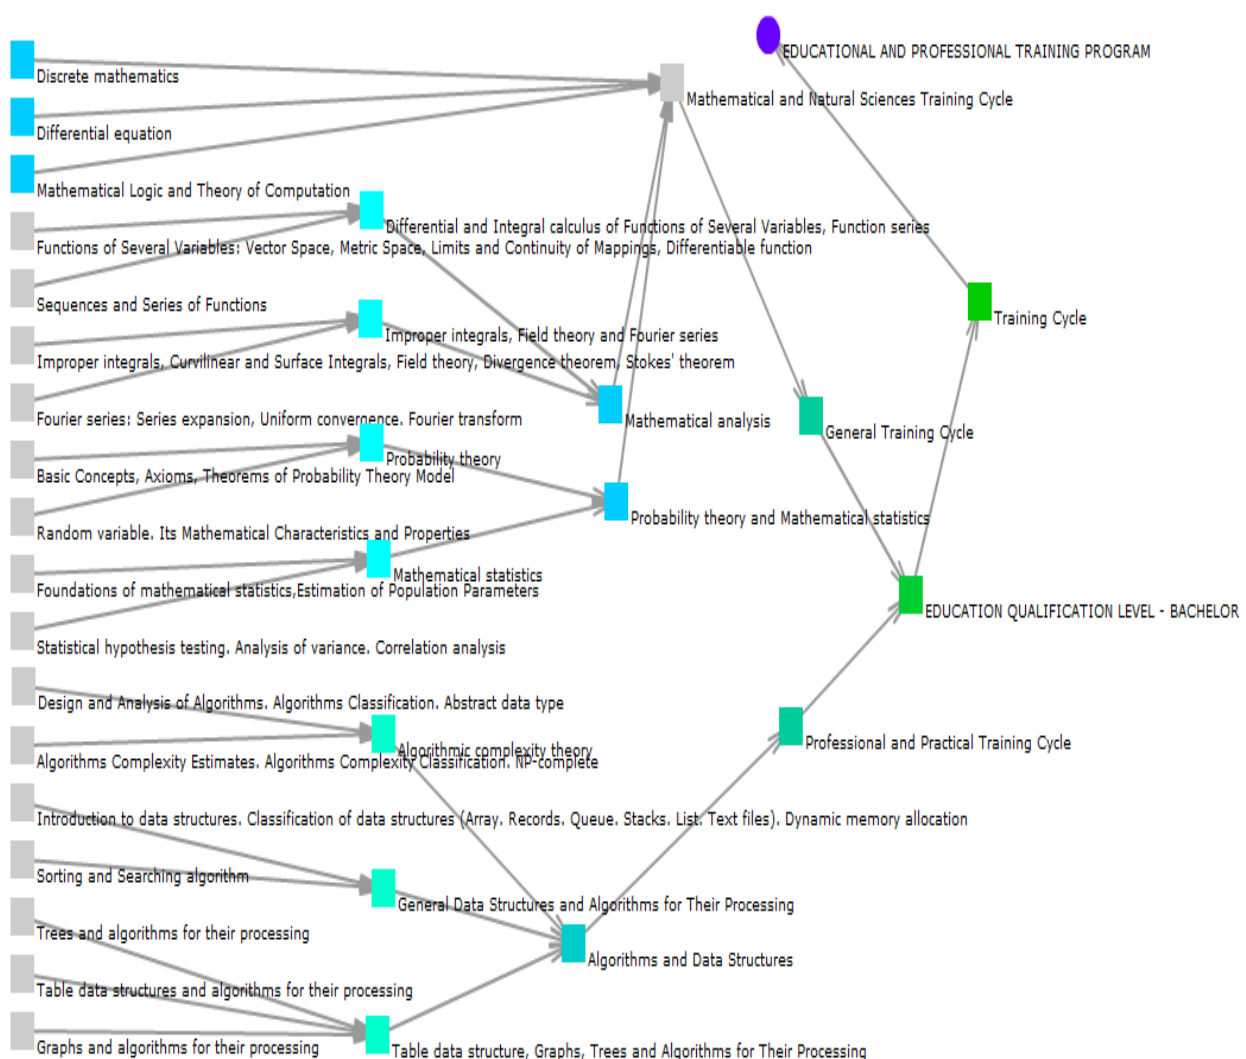 EDUCATIONAL AND PROFESSIONAL TRAINING PROGRAM
Discrete mathematics
Mathematical and Natural Sciences Training Cycle
Differential equation
Mathematical Logic and Theory of Computation
Differential and Integral calculus of Functions of Several Variables, Function series
Functions of Several Variables: Vector Space, Metric Space, Limits and Continuity of Mappings, Differentiable function
Sequences and Series of Functions
Training Cycle
Improper integrals, Field theory and Fourier series
Improper integrals, Curvilinear and Surface Integrals, Field theory, Divergence theorem, Stokes' theorem
Fourier series: Series expansion, Uniform convergence. Fourier transform
Mathematical analysis
General Training Cycle
Probability theory
Basic Concepts, Axioms, Theorems of Probability Theory Model
Probability theory and Mathematical statistics
Random variable. Its Mathematical Characteristics and Properties
Mathematical statistics
Foundations of mathematical statistics,Estimation of Population Parameters
EDUCATION QUALIFICATION LEVEL - BACHELOR
Statistical hypothesis testing. Analysis of variance. Correlation analysis
Design and Analysis of Algorithms. Algorithms Classification. Abstract data type
Professional and Practical Training Cycle
Algorithmic complexity theory
Algorithms Complexity Estimates. Algorithms Complexity Classification. NP-complete
Introduction to data structures. Classification of data structures (Array. Records. Queue. Stacks. List. Text files). Dynamic memory allocation
Sorting and Searching algorithm
General Data Structures and Algorithms for Their Processing
Trees and algorithms for their processing
Algorithms and Data Structures
Table data structures and algorithms for their processing
Graphs and algorithms for their processing
Table data structure, Graphs, Trees and Algorithms for Their Processing